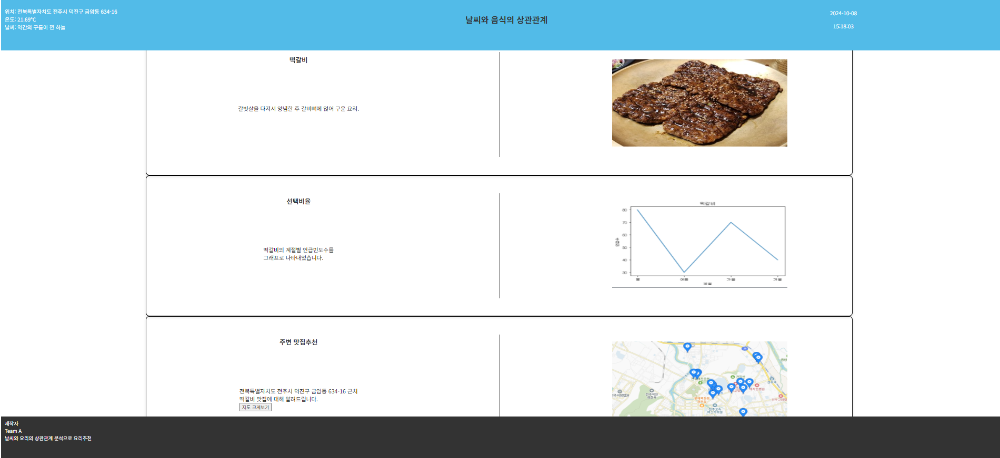 위치: 전북특별자치도 전주시 덕진구 금암동 634-16
온도: 21.69°C
날씨: 약간의 구름이 낀 하늘
날씨와 음식의 상관관계
2024-10-08
15:18:03
떡갈비
갈빗살을 다져서 양념한 후 갈비뼈에 얹어 구운 요리.
선택비율
떡갈비의 계절별 언급빈도수를
그래프로 나타내었습니다.
떡갈비
80
70
60
50
40
30
봄 여름 가을 겨울
계절
주변 맛집추천
전북특별자치도 전주시 덕진구 금암동 634-16 근처
떡갈비 맛집에 대해 알려드립니다.
지도 크게보기
전주역
제작자
Team A
날씨와 요리의 상관관계 분석으로 요리추천